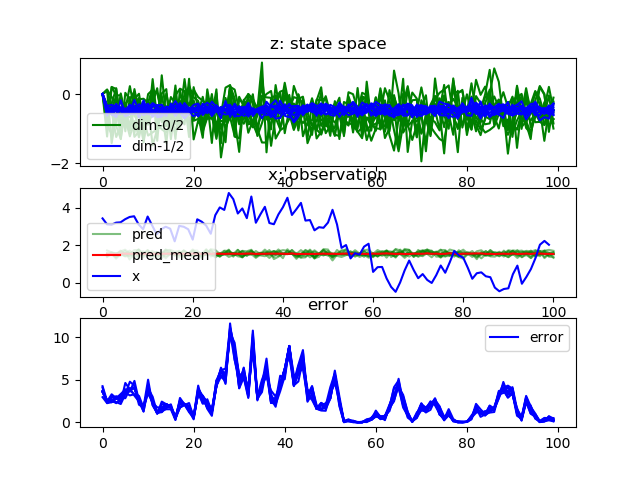 z: state space
0
−2
dim-0/2
dim-1/2
0 20 40 60 80 100
x: observation
4
2
0
pred
pred_mean
x
0 20 40 60 80 100
error
10
5
0
error
0 20 40 60 80 100